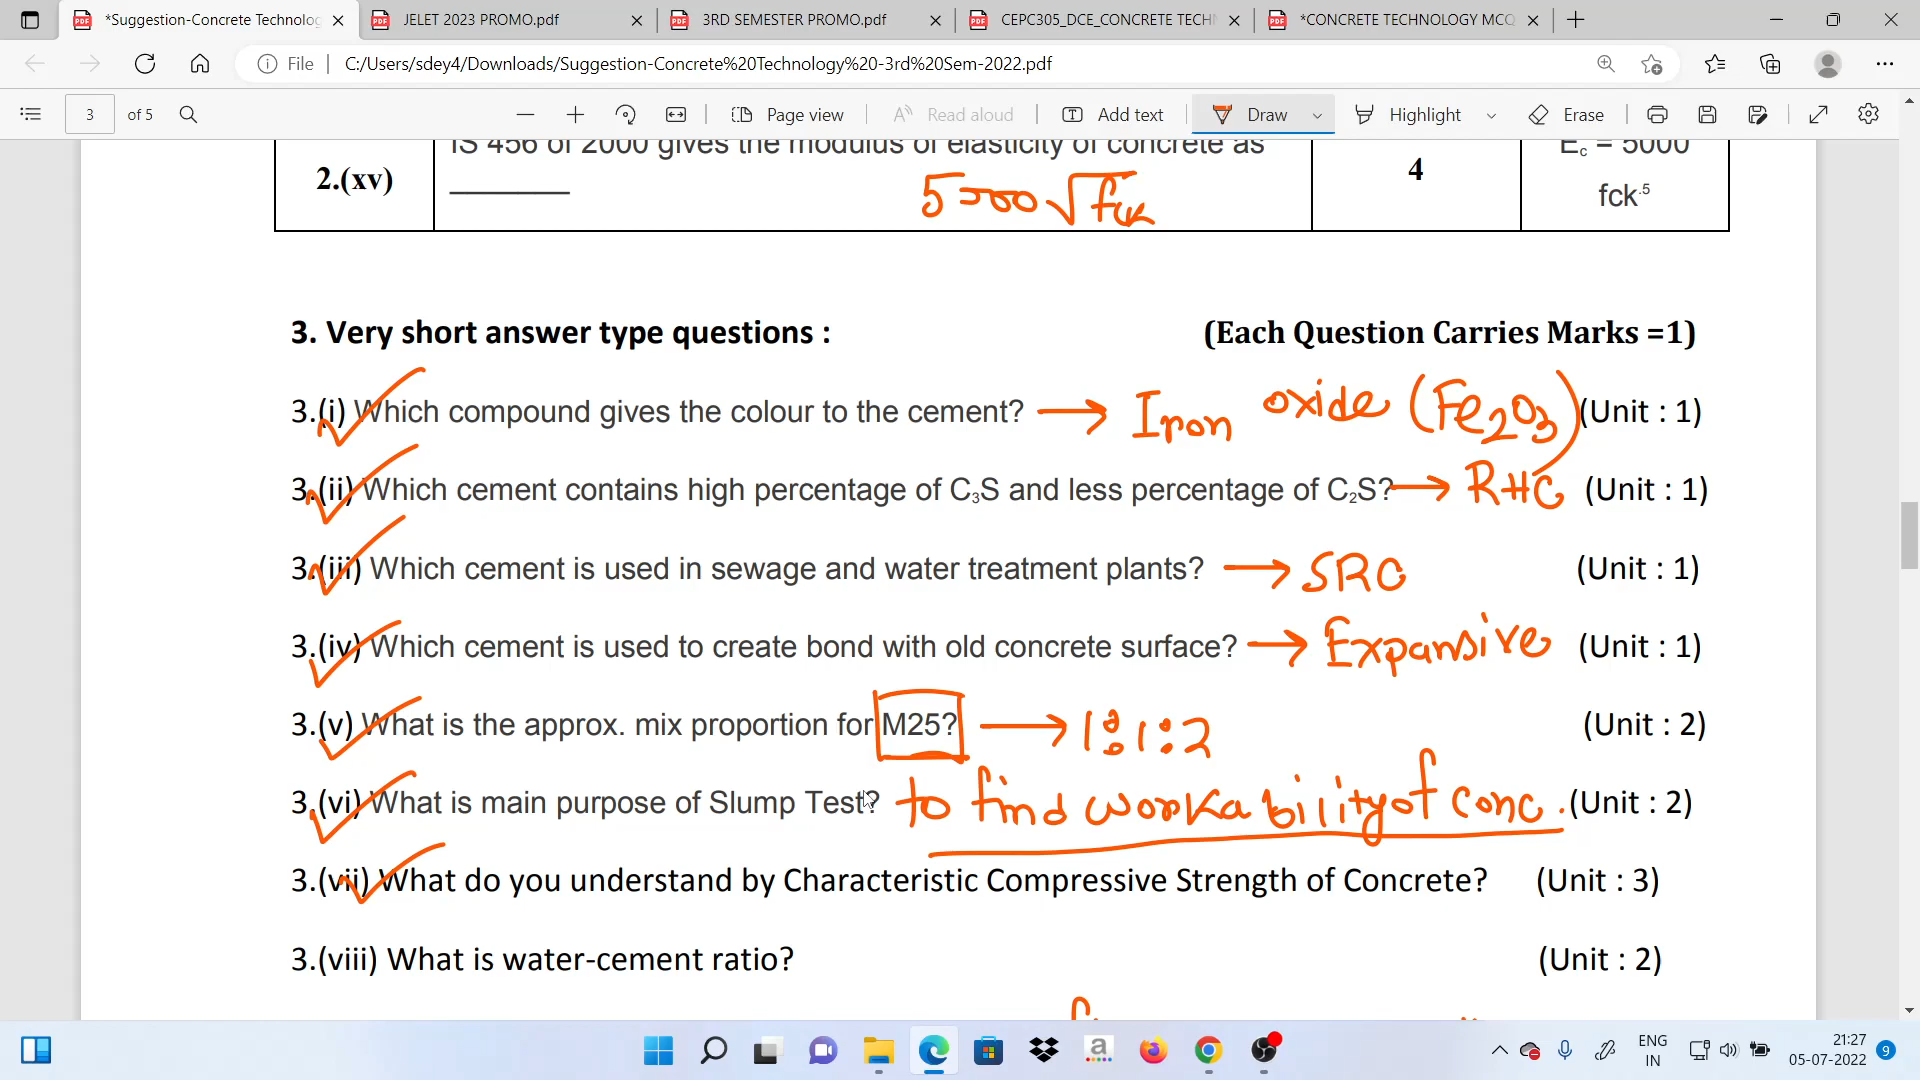 *Suggestion-Concrete Technolog
JELET 2023 PROMO.pdf
3RD SEMESTER PROMO.pdf
CEPC305_DCE_CONCRETE TECH
*CONCRETE TECHNOLOGY MCQ
File C:/Users/sdey4/Downloads/Suggestion-Concrete%20Technology%20-3rd%20Sem-2022.pdf
3 of 5 Page view Read aloud Add text Draw Highlight Erase
2.(xv) IS 456 of 2000 gives the modulus of elasticity of concrete as ________ 4 Ec = 5000 fck.5
5000 √fck
3. Very short answer type questions : (Each Question Carries Marks =1)
3.(i) Which compound gives the colour to the cement? → Iron oxide (Fe2O3) (Unit : 1)
3.(ii) Which cement contains high percentage of C3S and less percentage of C2S? → RHC (Unit : 1)
3.(iii) Which cement is used in sewage and water treatment plants? → SRC (Unit : 1)
3.(iv) Which cement is used to create bond with old concrete surface? → Expansive (Unit : 1)
3.(v) What is the approx. mix proportion for M25? → 1:1:2 (Unit : 2)
3.(vi) What is main purpose of Slump Test? to find workability of conc. (Unit : 2)
3.(vii) What do you understand by Characteristic Compressive Strength of Concrete? (Unit : 3)
3.(viii) What is water-cement ratio? (Unit : 2)
ENG
IN
21:27
05-07-2022
9